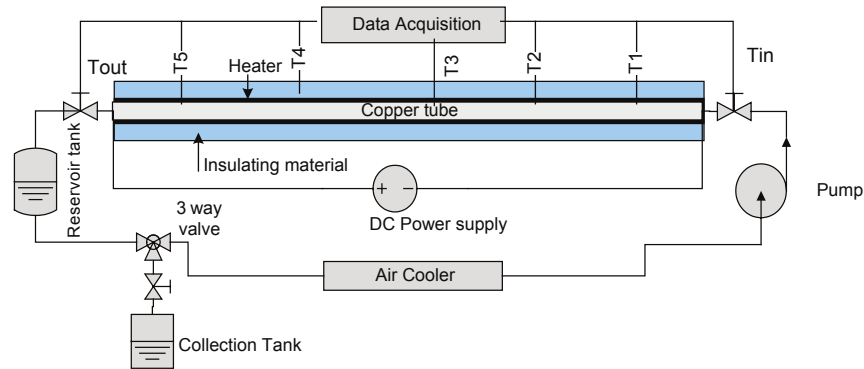 Data Acquisition
Tout
T5
Heater
T4
T3
T2
T1
Tin
Copper tube
Reservoir tank
Insulating material
+
−
DC Power supply
Pump
3 way
valve
Air Cooler
Collection Tank